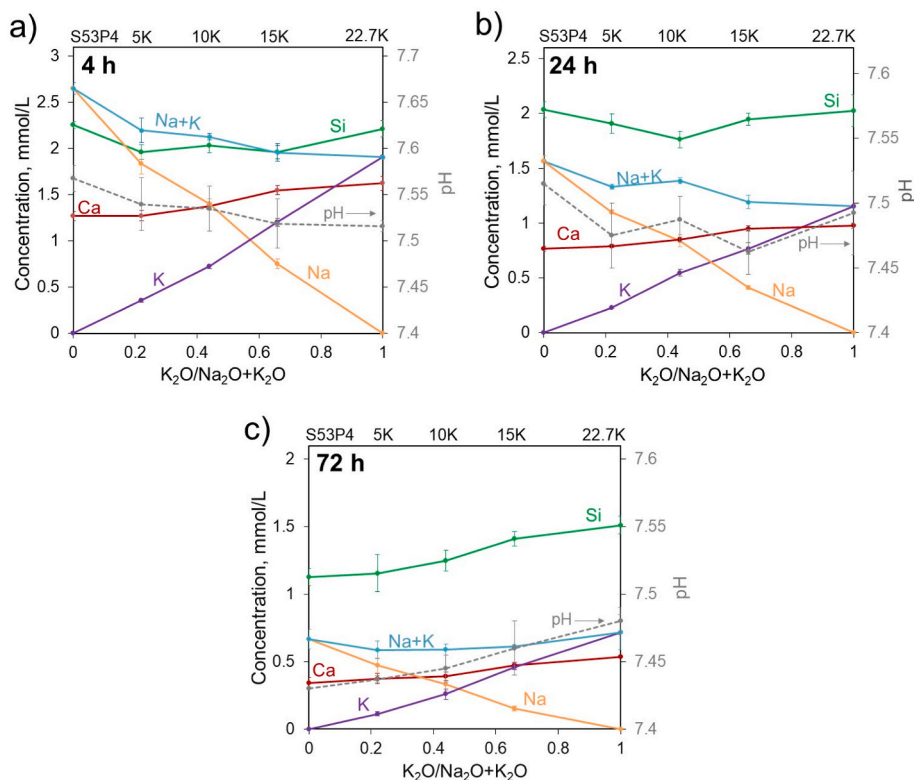 a)
S53P4 5K 10K 15K 22.7K
4 h
3
2.5
2
1.5
1
0.5
0
Concentration, mmol/L
Na+K
Si
Ca
pH
K
Na
7.7
7.65
7.6
7.55
7.5
7.45
7.4
pH
0 0.2 0.4 0.6 0.8 1
K₂O/Na₂O+K₂O
b)
S53P4 5K 10K 15K 22.7K
24 h
2.5
2
1.5
1
0.5
0
Concentration, mmol/L
Si
Na+K
Ca
pH
K
Na
7.6
7.55
7.5
7.45
7.4
pH
0 0.2 0.4 0.6 0.8 1
K₂O/Na₂O+K₂O
c)
S53P4 5K 10K 15K 22.7K
72 h
2
1.5
1
0.5
0
Concentration, mmol/L
Si
pH
Na+K
Ca
K
Na
7.6
7.55
7.5
7.45
7.4
pH
0 0.2 0.4 0.6 0.8 1
K₂O/Na₂O+K₂O